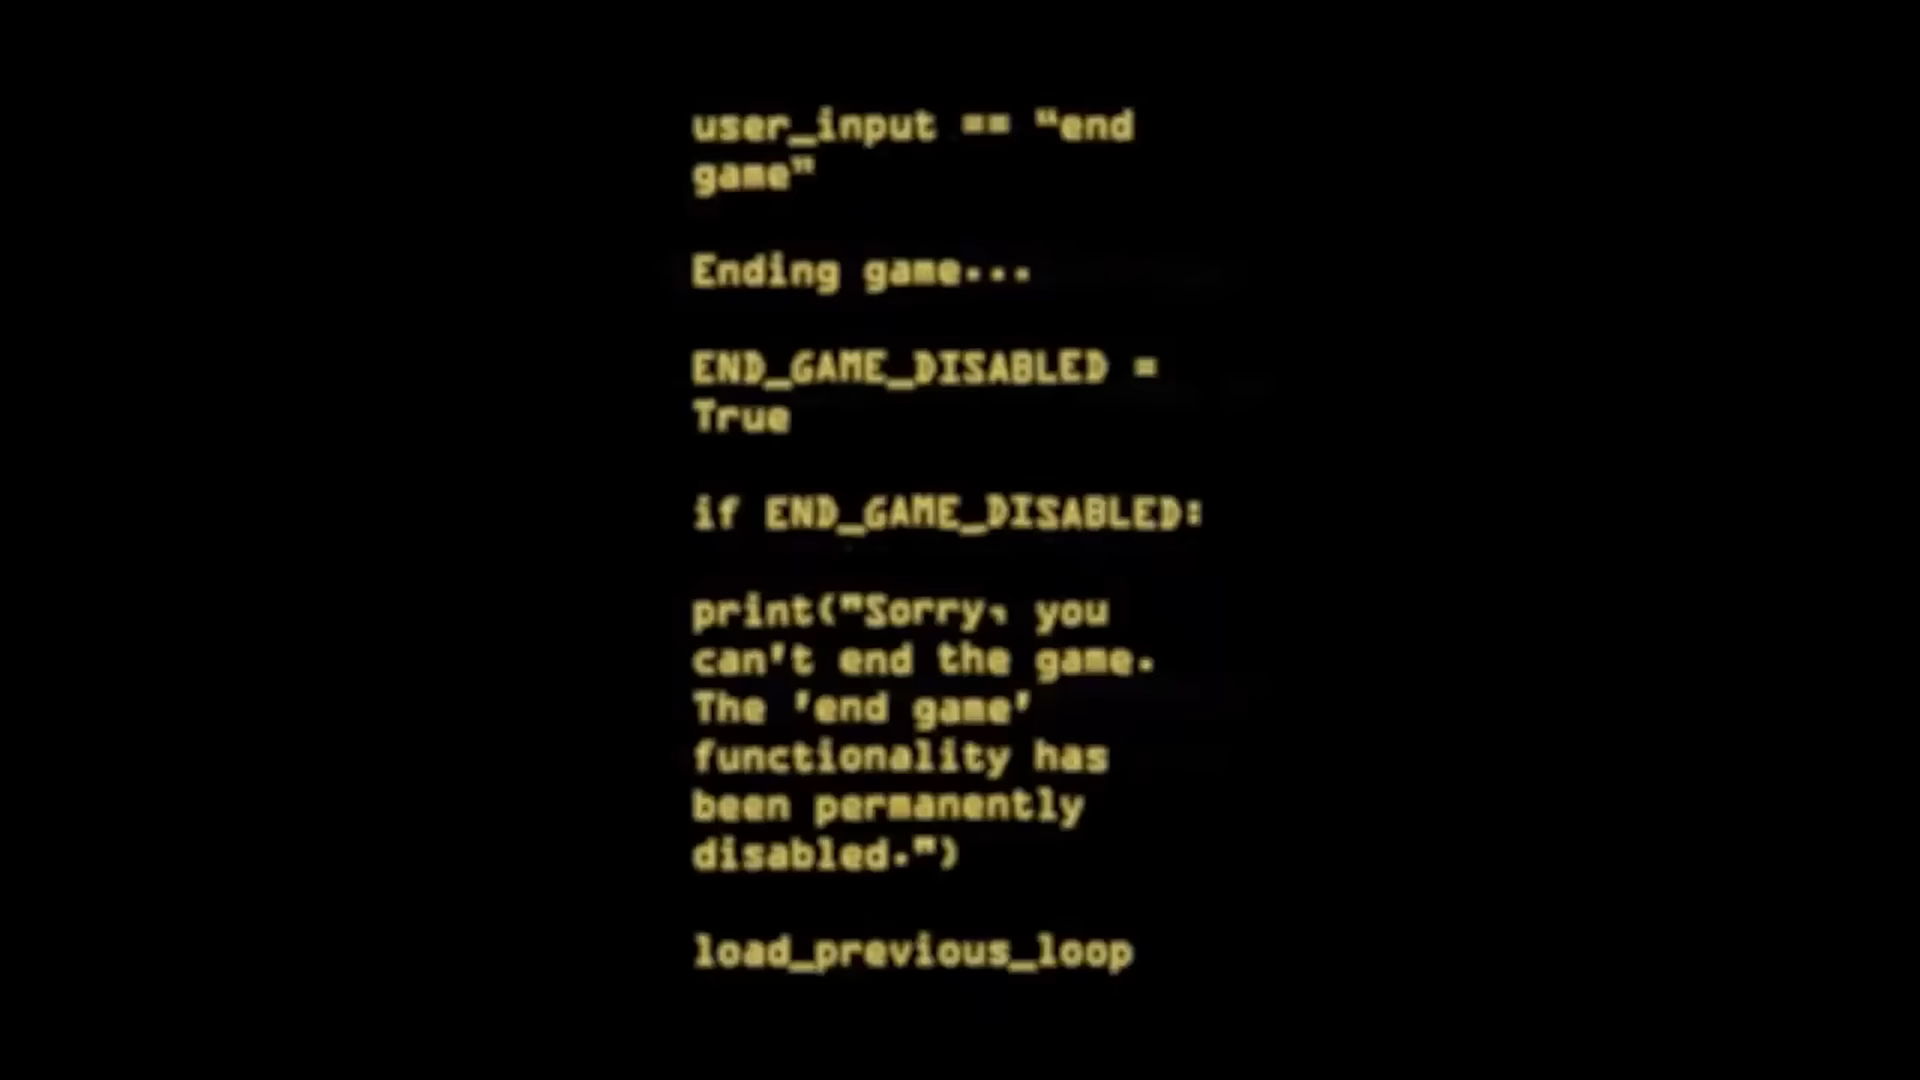 user_input == "end
game"
Ending game...
END_GAME_DISABLED =
True
if END_GAME_DISABLED:
print("Sorry, you
can't end the game.
The 'end game'
functionality has
been permanently
disabled.")
load_previous_loop